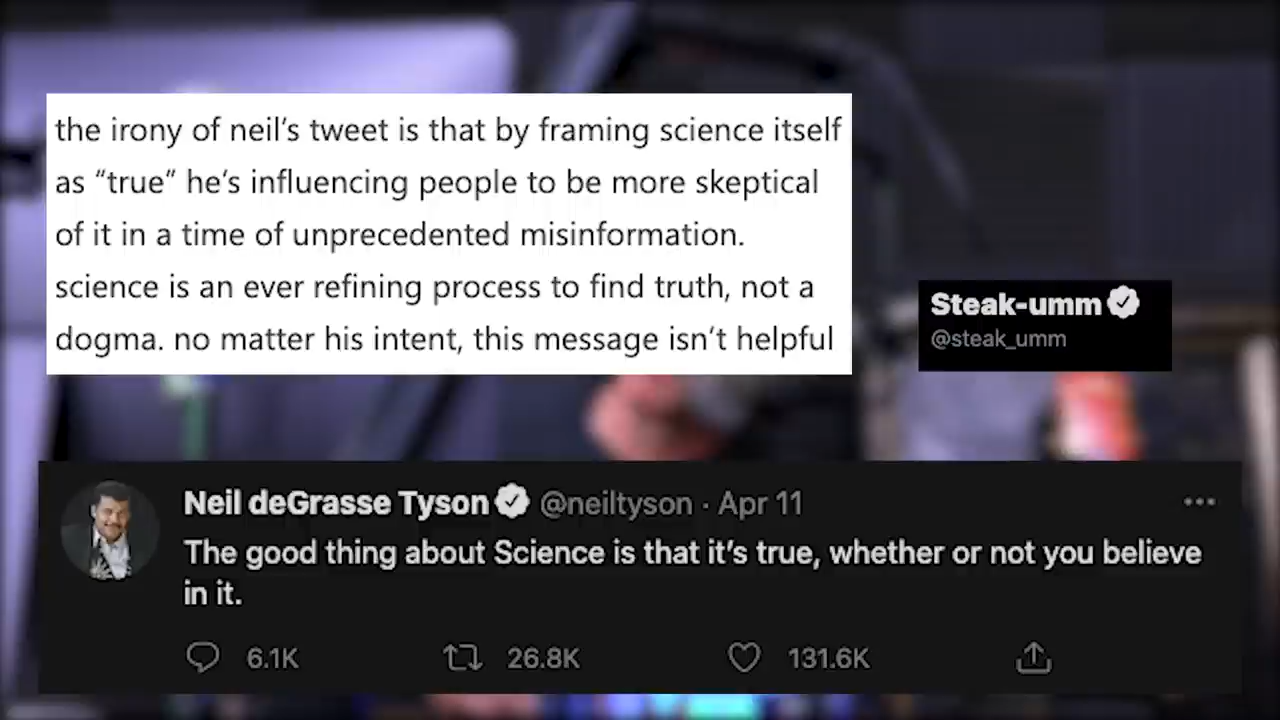 the irony of neil's tweet is that by framing science itself
as “true” he's influencing people to be more skeptical
of it in a time of unprecedented misinformation.
science is an ever refining process to find truth, not a
dogma. no matter his intent, this message isn't helpful
Steak-umm
@steak_umm
Neil deGrasse Tyson @neiltyson · Apr 11
The good thing about Science is that it's true, whether or not you believe
in it.
6.1K 26.8K 131.6K